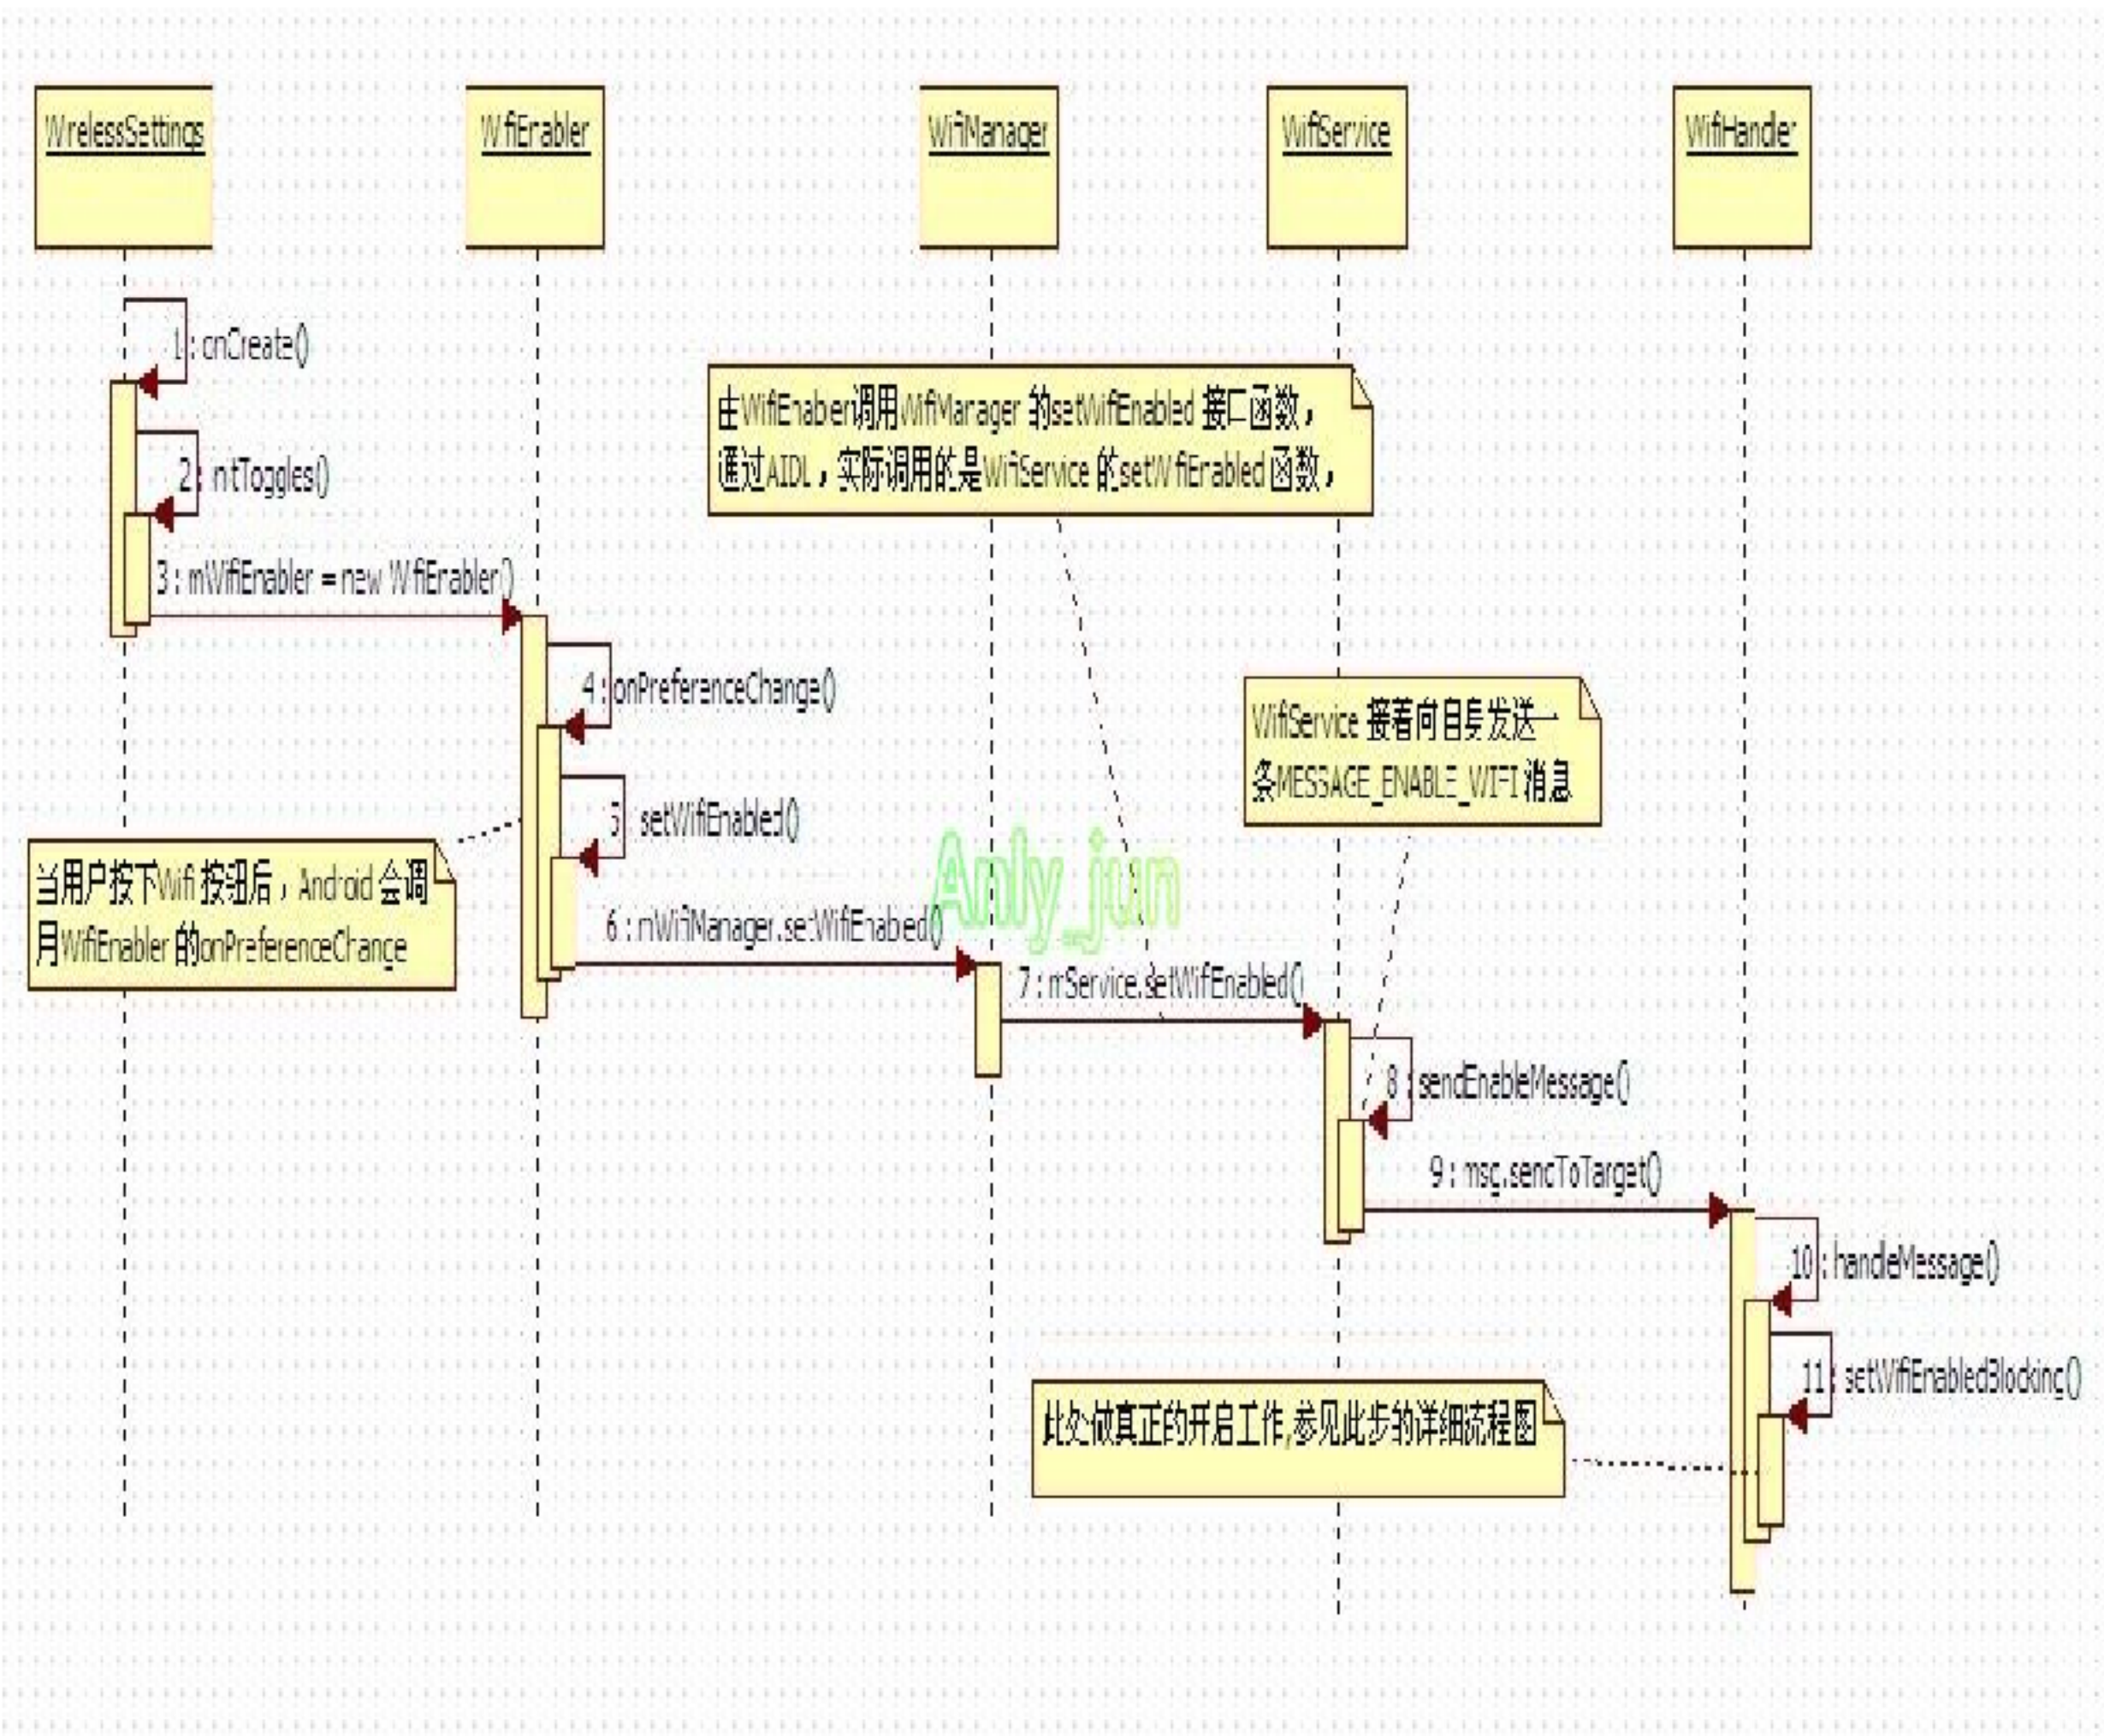 WirelessSettings
WifiEnabler
WifiManager
WifiService
WifiHandler
1 : onCreate()
2 : initToggles()
3 : mWifiEnabler = new WifiEnabler()
由WifiEnabler调用WifiManager 的setWifiEnabled 接口函数，
通过AIDL，实际调用的是WifiService 的setWifiEnabled 函数，
4 : onPreferenceChange()
WifiService 接着向自身发送一
条MESSAGE_ENABLE_WIFI 消息
5 : setWifiEnabled()
当用户按下Wifi 按钮后，Android 会调
用WifiEnabler 的onPreferenceChange
Anly_jun
6 : mWifiManager.setWifiEnabled()
7 : mService.setWifiEnabled()
8 : sendEnableMessage()
9 : msg.sendToTarget()
10 : handleMessage()
11 : setWifiEnabledBlocking()
此处做真正的开启工作,参见此步的详细流程图